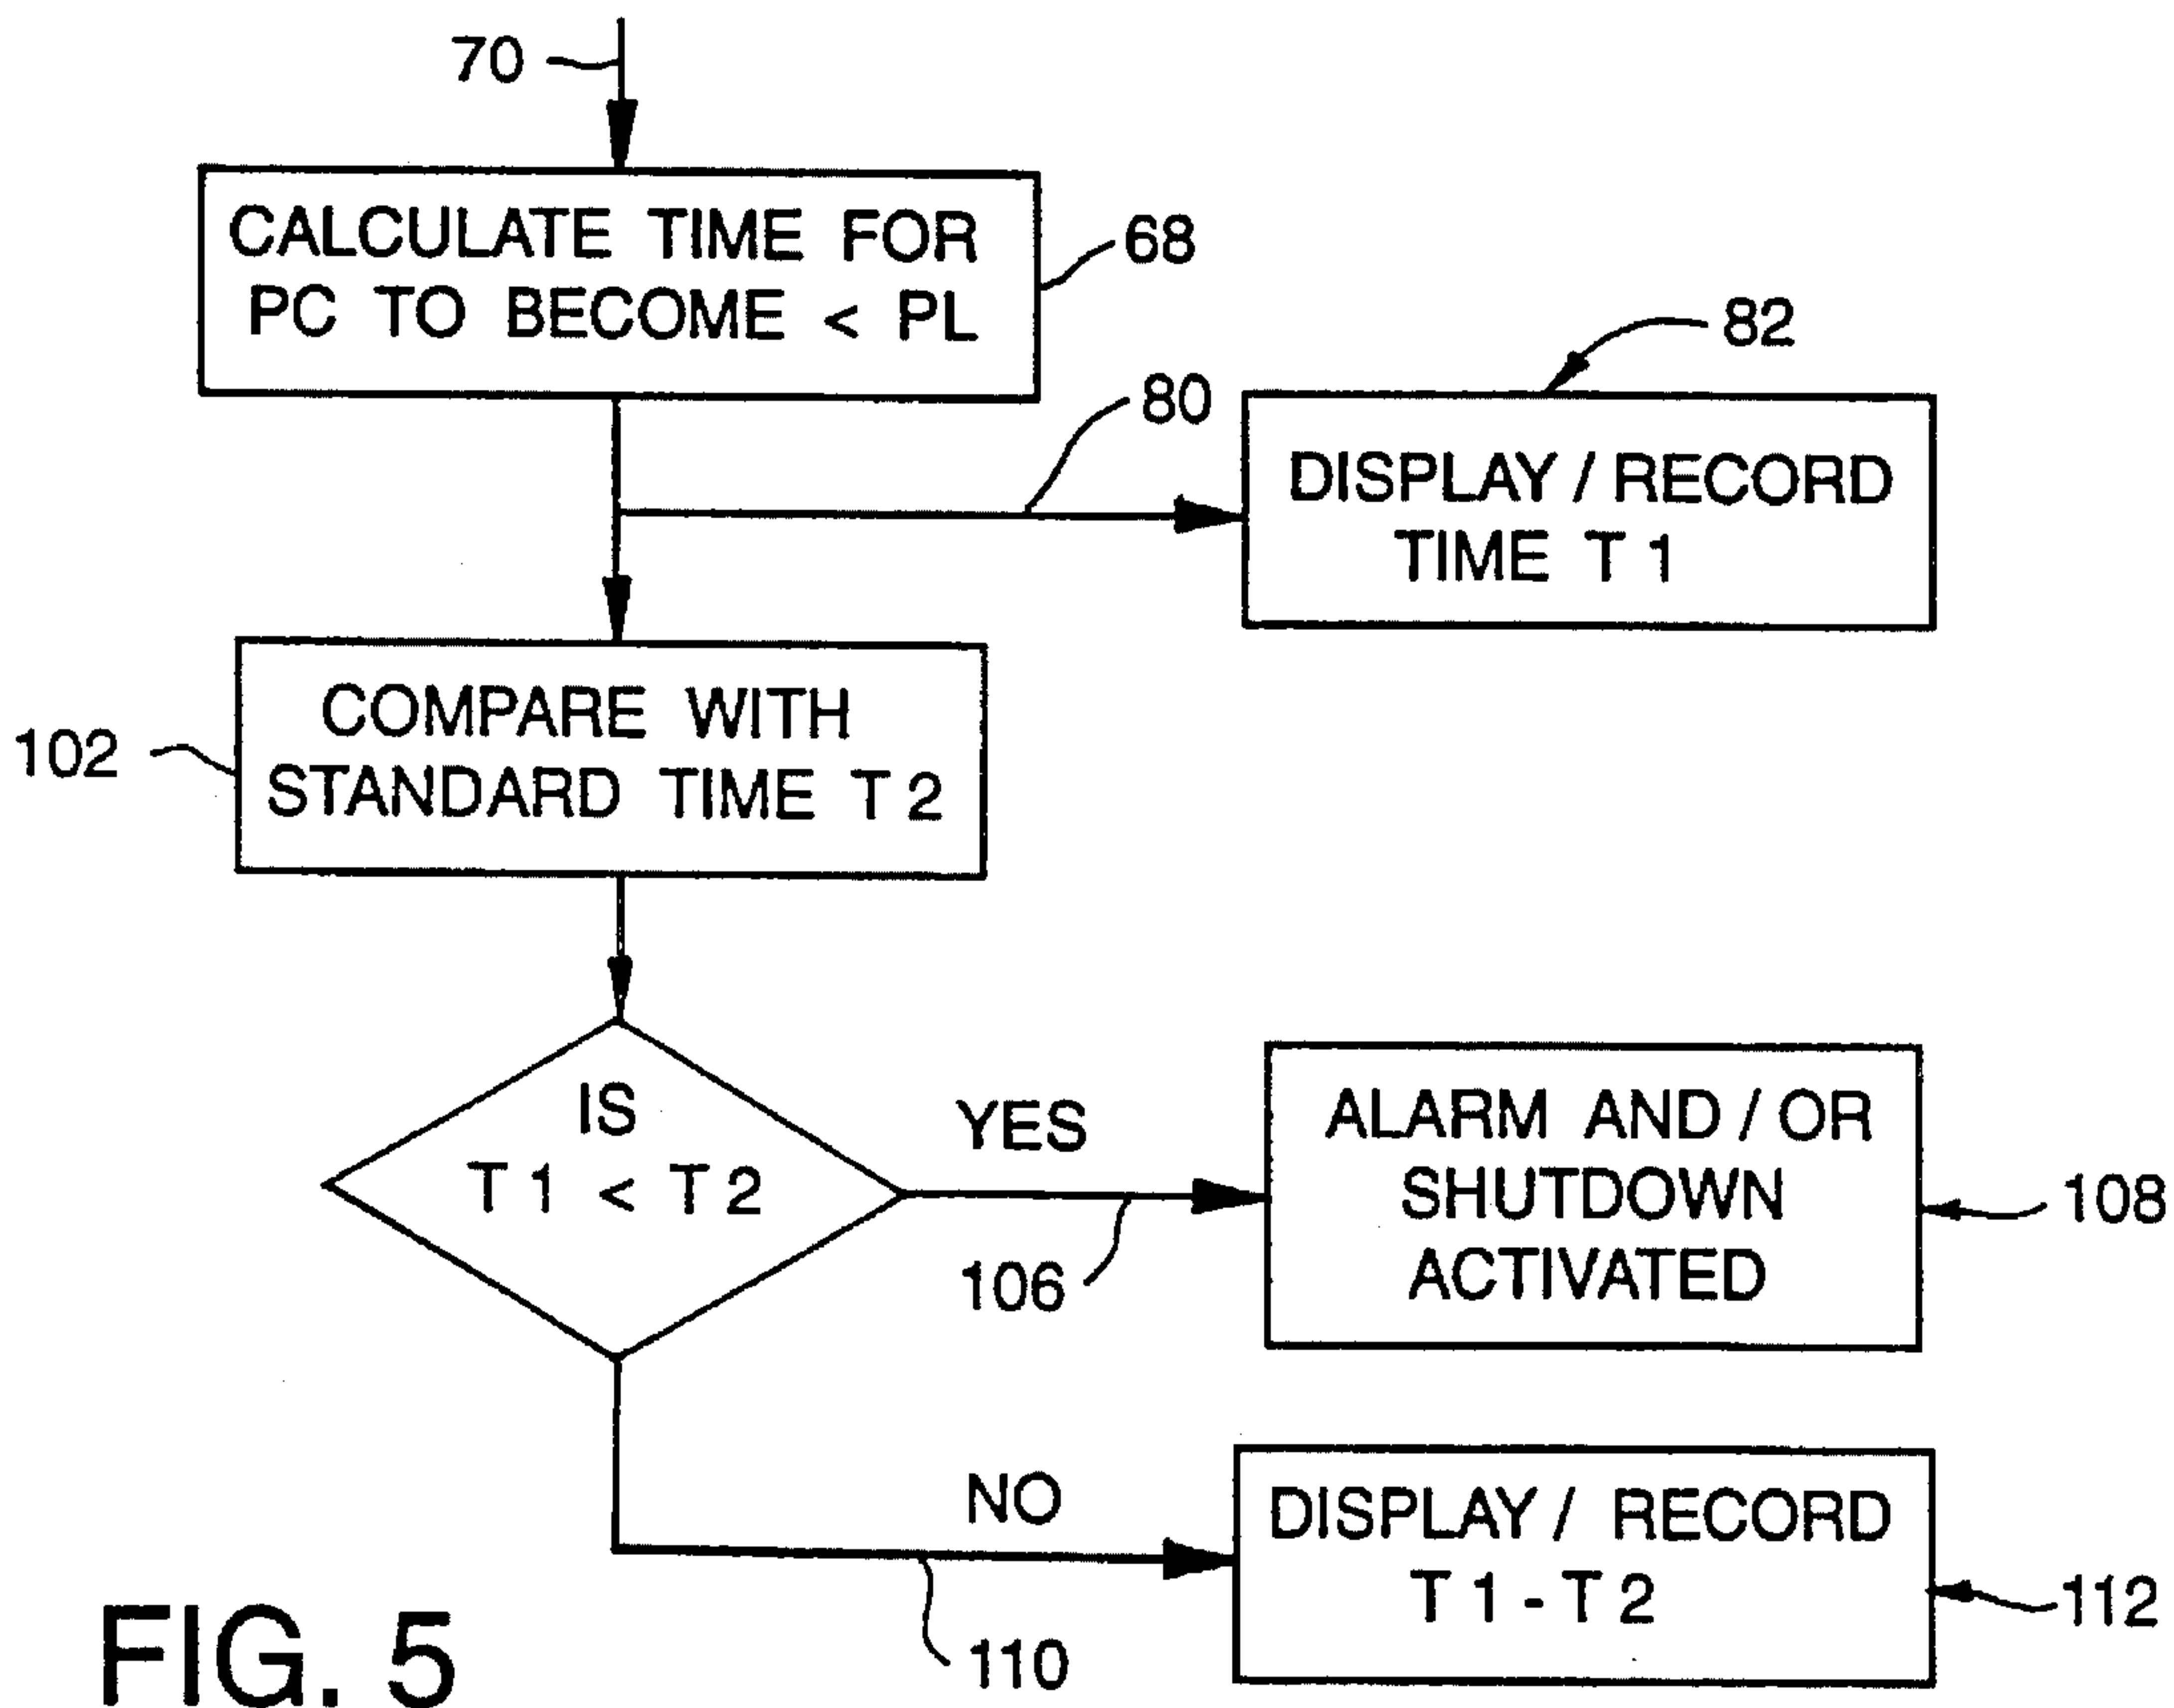 70
CALCULATE TIME FOR
PC TO BECOME < PL
68
80
82
DISPLAY / RECORD
TIME T 1
102
COMPARE WITH
STANDARD TIME T 2
IS
T 1 < T 2
YES
106
ALARM AND / OR
SHUTDOWN
ACTIVATED
108
NO
110
DISPLAY / RECORD
T 1 - T 2
112
FIG. 5